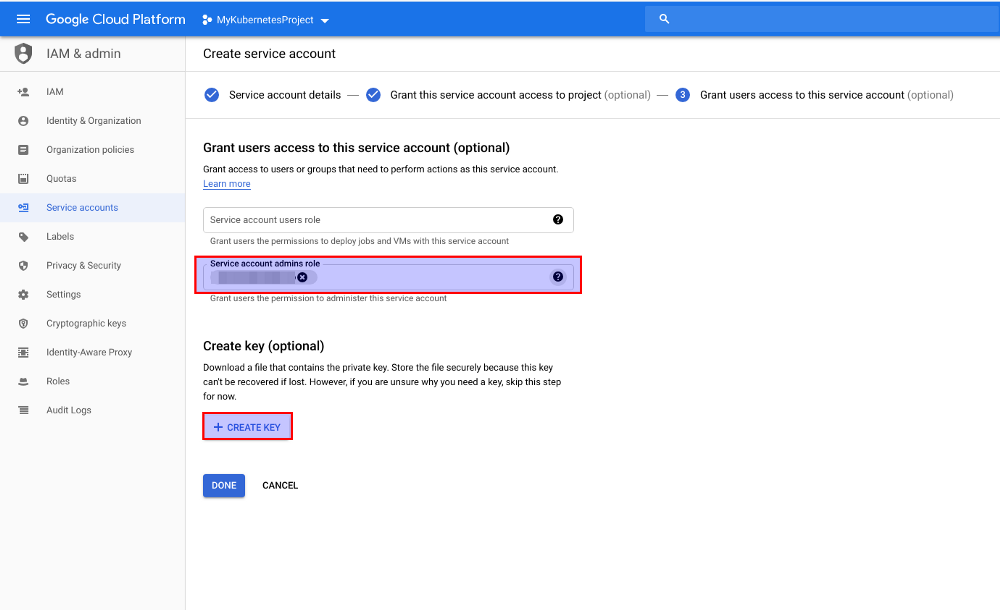 Google Cloud Platform
MyKubernetesProject
IAM & admin
Create service account
Service account details
Grant this service account access to project (optional)
3
Grant users access to this service account (optional)
IAM
Identity & Organization
Organization policies
Quotas
Service accounts
Labels
Privacy & Security
Settings
Cryptographic keys
Identity-Aware Proxy
Roles
Audit Logs
Grant users access to this service account (optional)
Grant access to users or groups that need to perform actions as this service account.
Learn more
Service account users role
?
Grant users the permissions to deploy jobs and VMs with this service account
Service account admins role
?
Grant users the permission to administer this service account
Create key (optional)
Download a file that contains the private key. Store the file securely because this key
can't be recovered if lost. However, if you are unsure why you need a key, skip this step
for now.
+ CREATE KEY
DONE
CANCEL